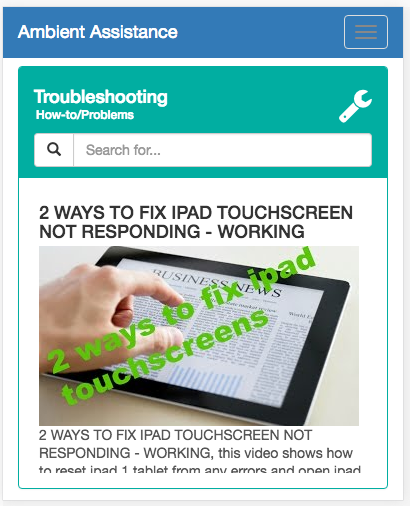 Ambient Assistance
Troubleshooting
How-to/Problems
Search for...
2 WAYS TO FIX IPAD TOUCHSCREEN
NOT RESPONDING - WORKING
BUSINESS NEWS
2 ways to fix ipad
touchscreens
2 WAYS TO FIX IPAD TOUCHSCREEN NOT
RESPONDING - WORKING, this video shows how
to reset ipad 1 tablet from any errors and open ipad